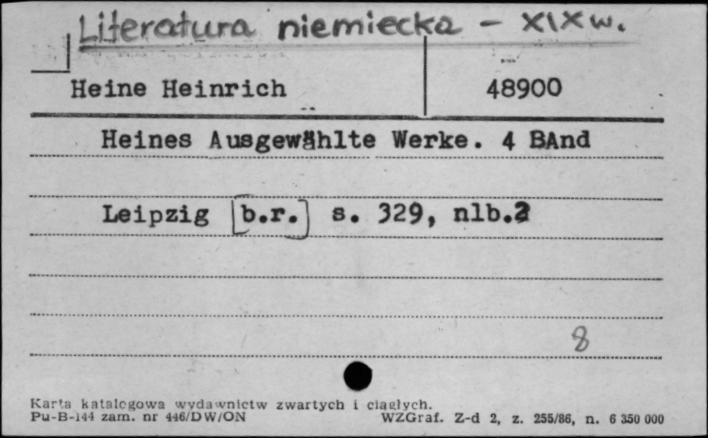 Literatura niemiecka - XIX w.
Heine Heinrich 48900
Heines Ausgewählte Werke. 4 BAnd
Leipzig [b.r.] s. 329, nlb.2
8
Karta katalogowa wydawnictw zwartych i ciągłych.
Pu-B-144 zam. nr 446/DW/ON WZGraf. Z-d 2, z. 255/86, n. 6 350 000